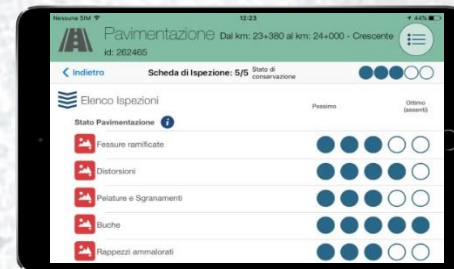 Nessuna SIM 12:23 44%
Pavimentazione Dal km: 23+380 al km: 24+000 - Crescente
id: 262465
Indietro Scheda di Ispezione: 5/5 Stato di conservazione
Elenco Ispezioni
Pessimo Ottimo (assenti)
Stato Pavimentazione i
Fessure ramificate
Distorsioni
Pelature e Sgranamenti
Buche
Rappezzi ammalorati